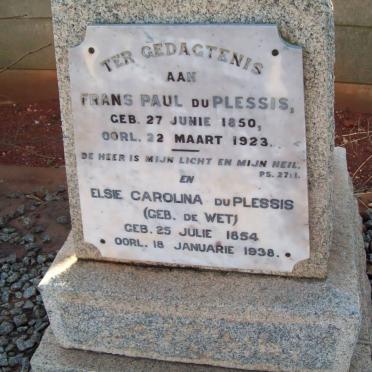 TER GEDACTENIS
AAN
FRANS PAUL DU PLESSIS,
GEB. 27 JUNIE 1850,
OORL. 22 MAART 1923.
DE HEER IS MIJN LICHT EN MIJN HEIL.
PS. 27:1.
EN
ELSIE CAROLINA DU PLESSIS
(GEB. DE WET)
GEB. 25 JULIE 1854
OORL. 18 JANUARIE 1938.